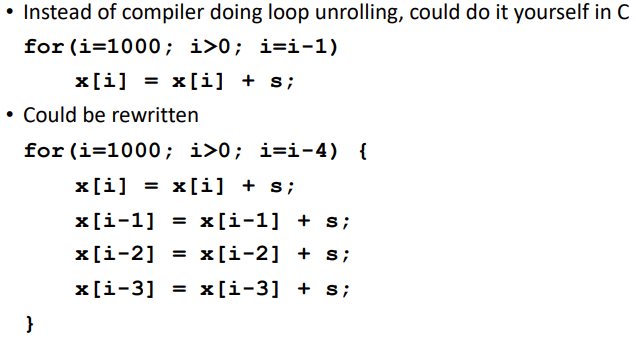 • Instead of compiler doing loop unrolling, could do it yourself in C
for(i=1000; i>0; i=i-1)
x[i] = x[i] + s;
• Could be rewritten
for(i=1000; i>0; i=i-4) {
x[i] = x[i] + s;
x[i-1] = x[i-1] + s;
x[i-2] = x[i-2] + s;
x[i-3] = x[i-3] + s;
}